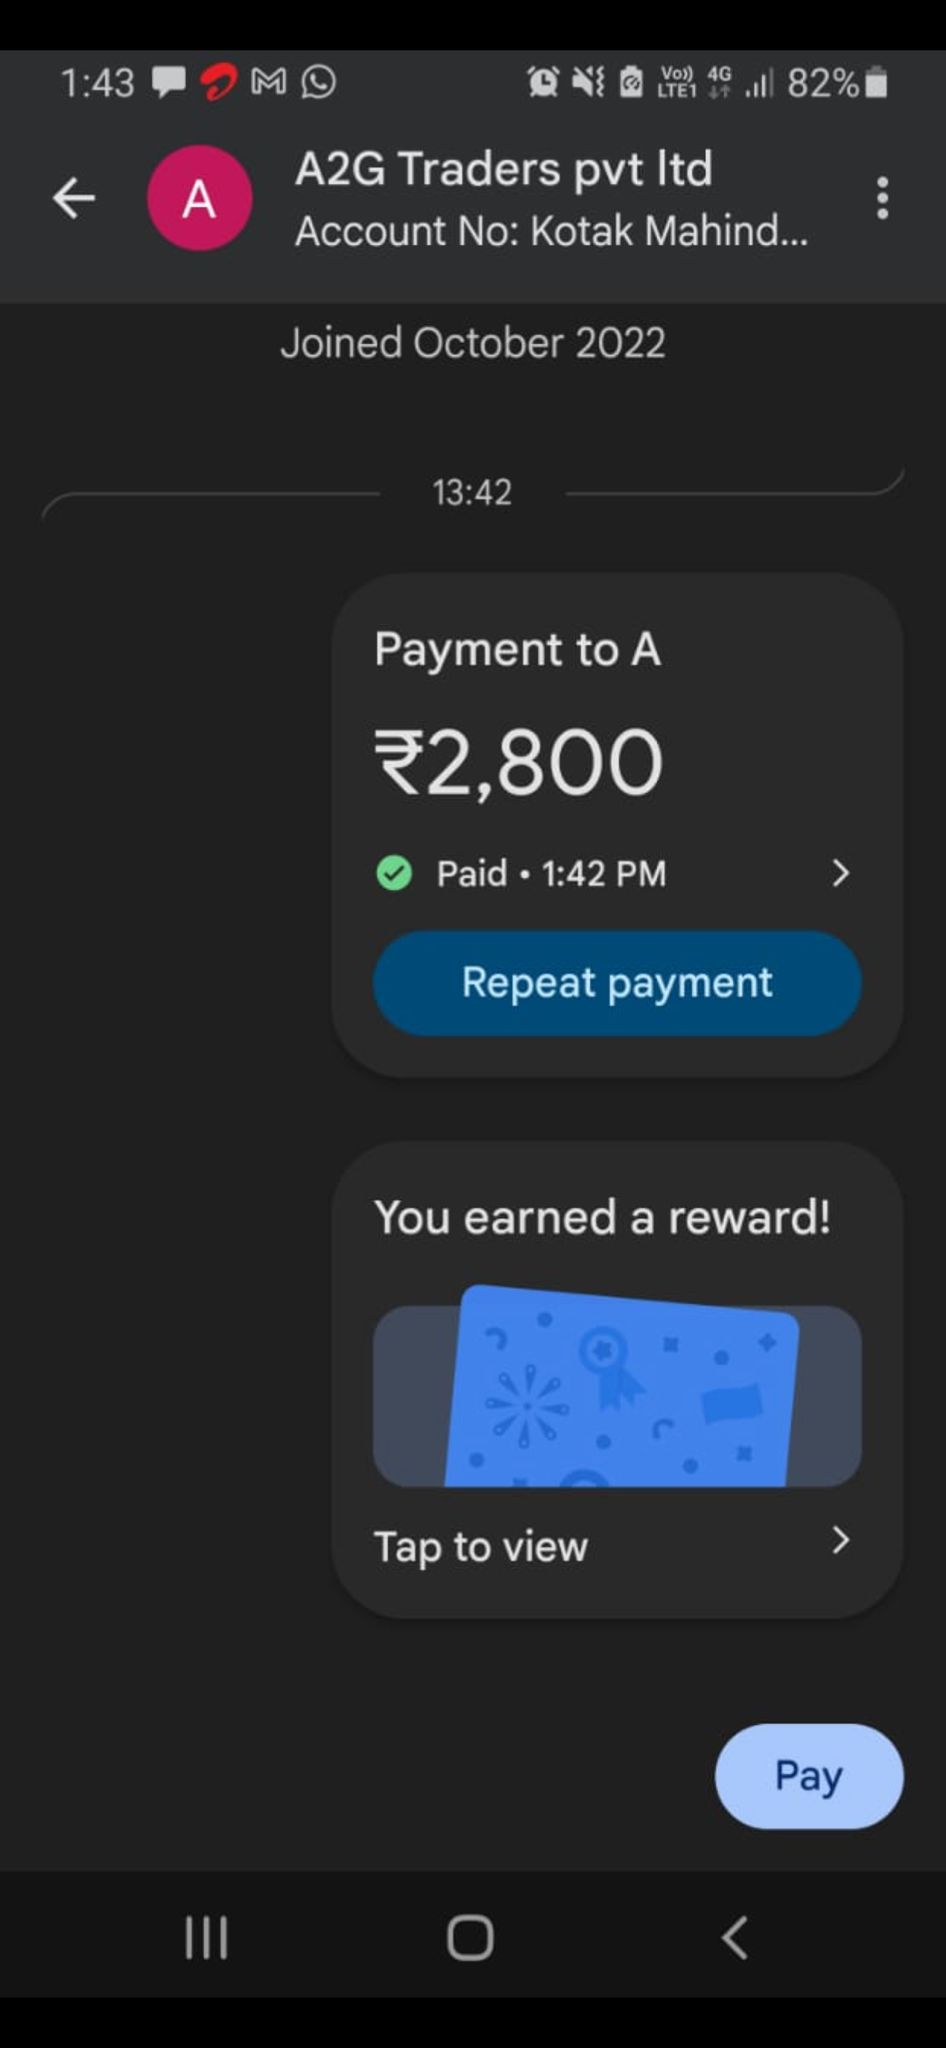 1:43 Vo)) LTE1 4G 82%
A A2G Traders pvt ltd
Account No: Kotak Mahind...
Joined October 2022
13:42
Payment to A
₹2,800
Paid • 1:42 PM
Repeat payment
You earned a reward!
Tap to view
Pay